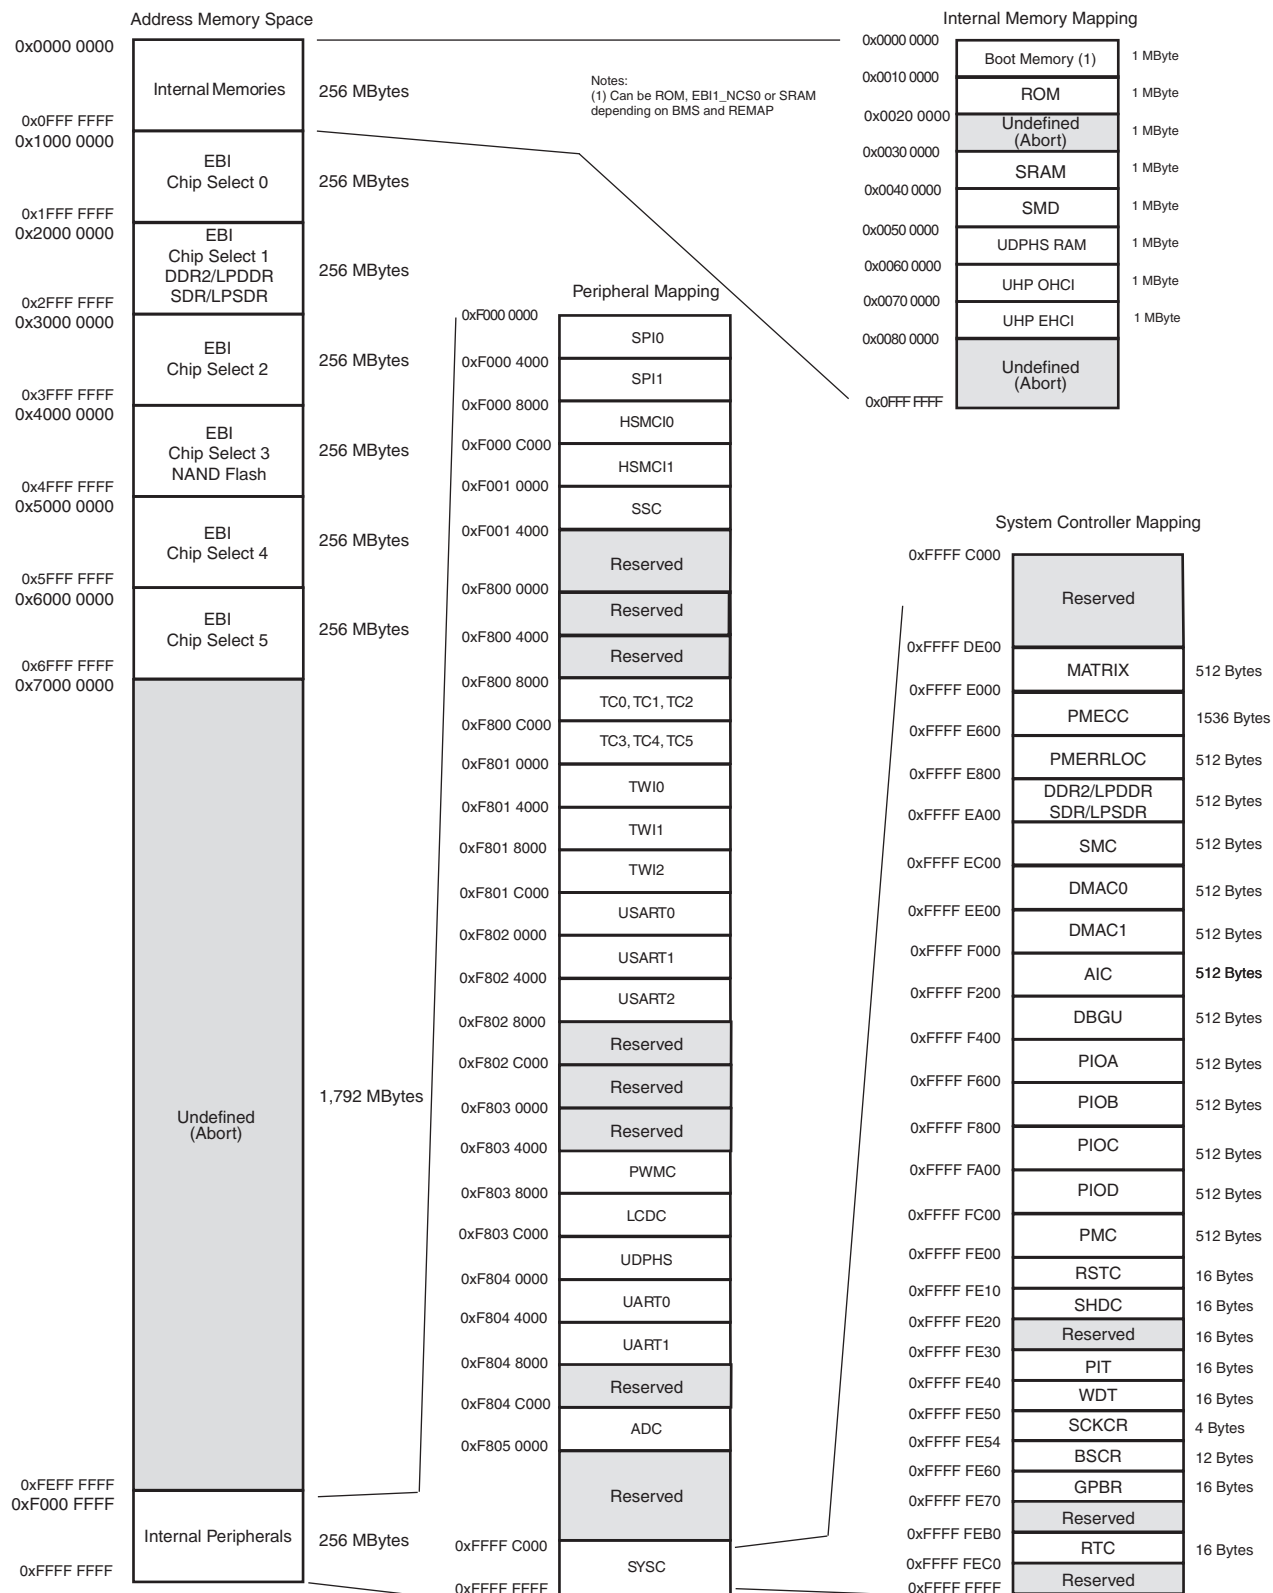 Address Memory Space
0x0000 0000
Internal Memories
256 MBytes
0x0FFF FFFF
0x1000 0000
EBI
Chip Select 0
256 MBytes
0x1FFF FFFF
0x2000 0000
EBI
Chip Select 1
DDR2/LPDDR
SDR/LPSDR
256 MBytes
0x2FFF FFFF
0x3000 0000
EBI
Chip Select 2
256 MBytes
0x3FFF FFFF
0x4000 0000
EBI
Chip Select 3
NAND Flash
256 MBytes
0x4FFF FFFF
0x5000 0000
EBI
Chip Select 4
256 MBytes
0x5FFF FFFF
0x6000 0000
EBI
Chip Select 5
256 MBytes
0x6FFF FFFF
0x7000 0000
Undefined
(Abort)
1,792 MBytes
0xFEFF FFFF
0xF000 FFFF
Internal Peripherals
256 MBytes
0xFFFF FFFF
Notes:
(1) Can be ROM, EBI1_NCS0 or SRAM
depending on BMS and REMAP
Peripheral Mapping
0xF000 0000
SPI0
0xF000 4000
SPI1
0xF000 8000
HSMCI0
0xF000 C000
HSMCI1
0xF001 0000
SSC
0xF001 4000
Reserved
0xF800 0000
Reserved
0xF800 4000
Reserved
0xF800 8000
TC0, TC1, TC2
0xF800 C000
TC3, TC4, TC5
0xF801 0000
TWI0
0xF801 4000
TWI1
0xF801 8000
TWI2
0xF801 C000
USART0
0xF802 0000
USART1
0xF802 4000
USART2
0xF802 8000
Reserved
0xF802 C000
Reserved
0xF803 0000
Reserved
0xF803 4000
PWMC
0xF803 8000
LCDC
0xF803 C000
UDPHS
0xF804 0000
UART0
0xF804 4000
UART1
0xF804 8000
Reserved
0xF804 C000
ADC
0xF805 0000
Reserved
0xFFFF C000
SYSC
0xFFFF FFFF
Internal Memory Mapping
0x0000 0000
Boot Memory (1)
1 MByte
0x0010 0000
ROM
1 MByte
0x0020 0000
Undefined
(Abort)
1 MByte
0x0030 0000
SRAM
1 MByte
0x0040 0000
SMD
1 MByte
0x0050 0000
UDPHS RAM
1 MByte
0x0060 0000
UHP OHCI
1 MByte
0x0070 0000
UHP EHCI
1 MByte
0x0080 0000
Undefined
(Abort)
0x0FFF FFFF
System Controller Mapping
0xFFFF C000
Reserved
0xFFFF DE00
MATRIX
512 Bytes
0xFFFF E000
PMECC
1536 Bytes
0xFFFF E600
PMERRLOC
512 Bytes
0xFFFF E800
DDR2/LPDDR
SDR/LPSDR
512 Bytes
0xFFFF EA00
SMC
512 Bytes
0xFFFF EC00
DMAC0
512 Bytes
0xFFFF EE00
DMAC1
512 Bytes
0xFFFF F000
AIC
512 Bytes
0xFFFF F200
DBGU
512 Bytes
0xFFFF F400
PIOA
512 Bytes
0xFFFF F600
PIOB
512 Bytes
0xFFFF F800
PIOC
512 Bytes
0xFFFF FA00
PIOD
512 Bytes
0xFFFF FC00
PMC
512 Bytes
0xFFFF FE00
RSTC
16 Bytes
0xFFFF FE10
SHDC
16 Bytes
0xFFFF FE20
Reserved
16 Bytes
0xFFFF FE30
PIT
16 Bytes
0xFFFF FE40
WDT
16 Bytes
0xFFFF FE50
SCKCR
4 Bytes
0xFFFF FE54
BSCR
12 Bytes
0xFFFF FE60
GPBR
16 Bytes
0xFFFF FE70
Reserved
0xFFFF FEB0
RTC
16 Bytes
0xFFFF FEC0
Reserved
0xFFFF FFFF